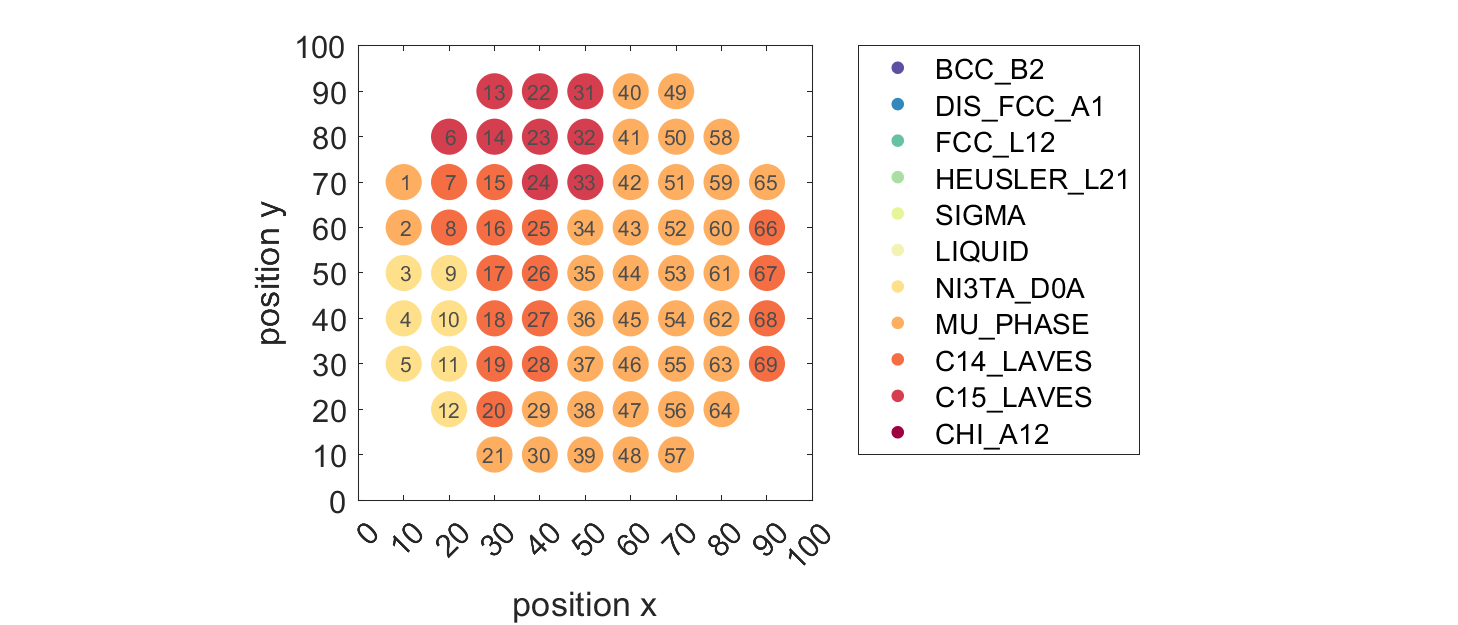 100
90 13 22 31 40 49
80 6 14 23 32 41 50 58
70 1 7 15 24 33 42 51 59 65
60 2 8 16 25 34 43 52 60 66
50 3 9 17 26 35 44 53 61 67
40 4 10 18 27 36 45 54 62 68
30 5 11 19 28 37 46 55 63 69
20 12 20 29 38 47 56 64
10 21 30 39 48 57
0
position y
0 10 20 30 40 50 60 70 80 90 100
position x
BCC_B2
DIS_FCC_A1
FCC_L12
HEUSLER_L21
SIGMA
LIQUID
NI3TA_D0A
MU_PHASE
C14_LAVES
C15_LAVES
CHI_A12